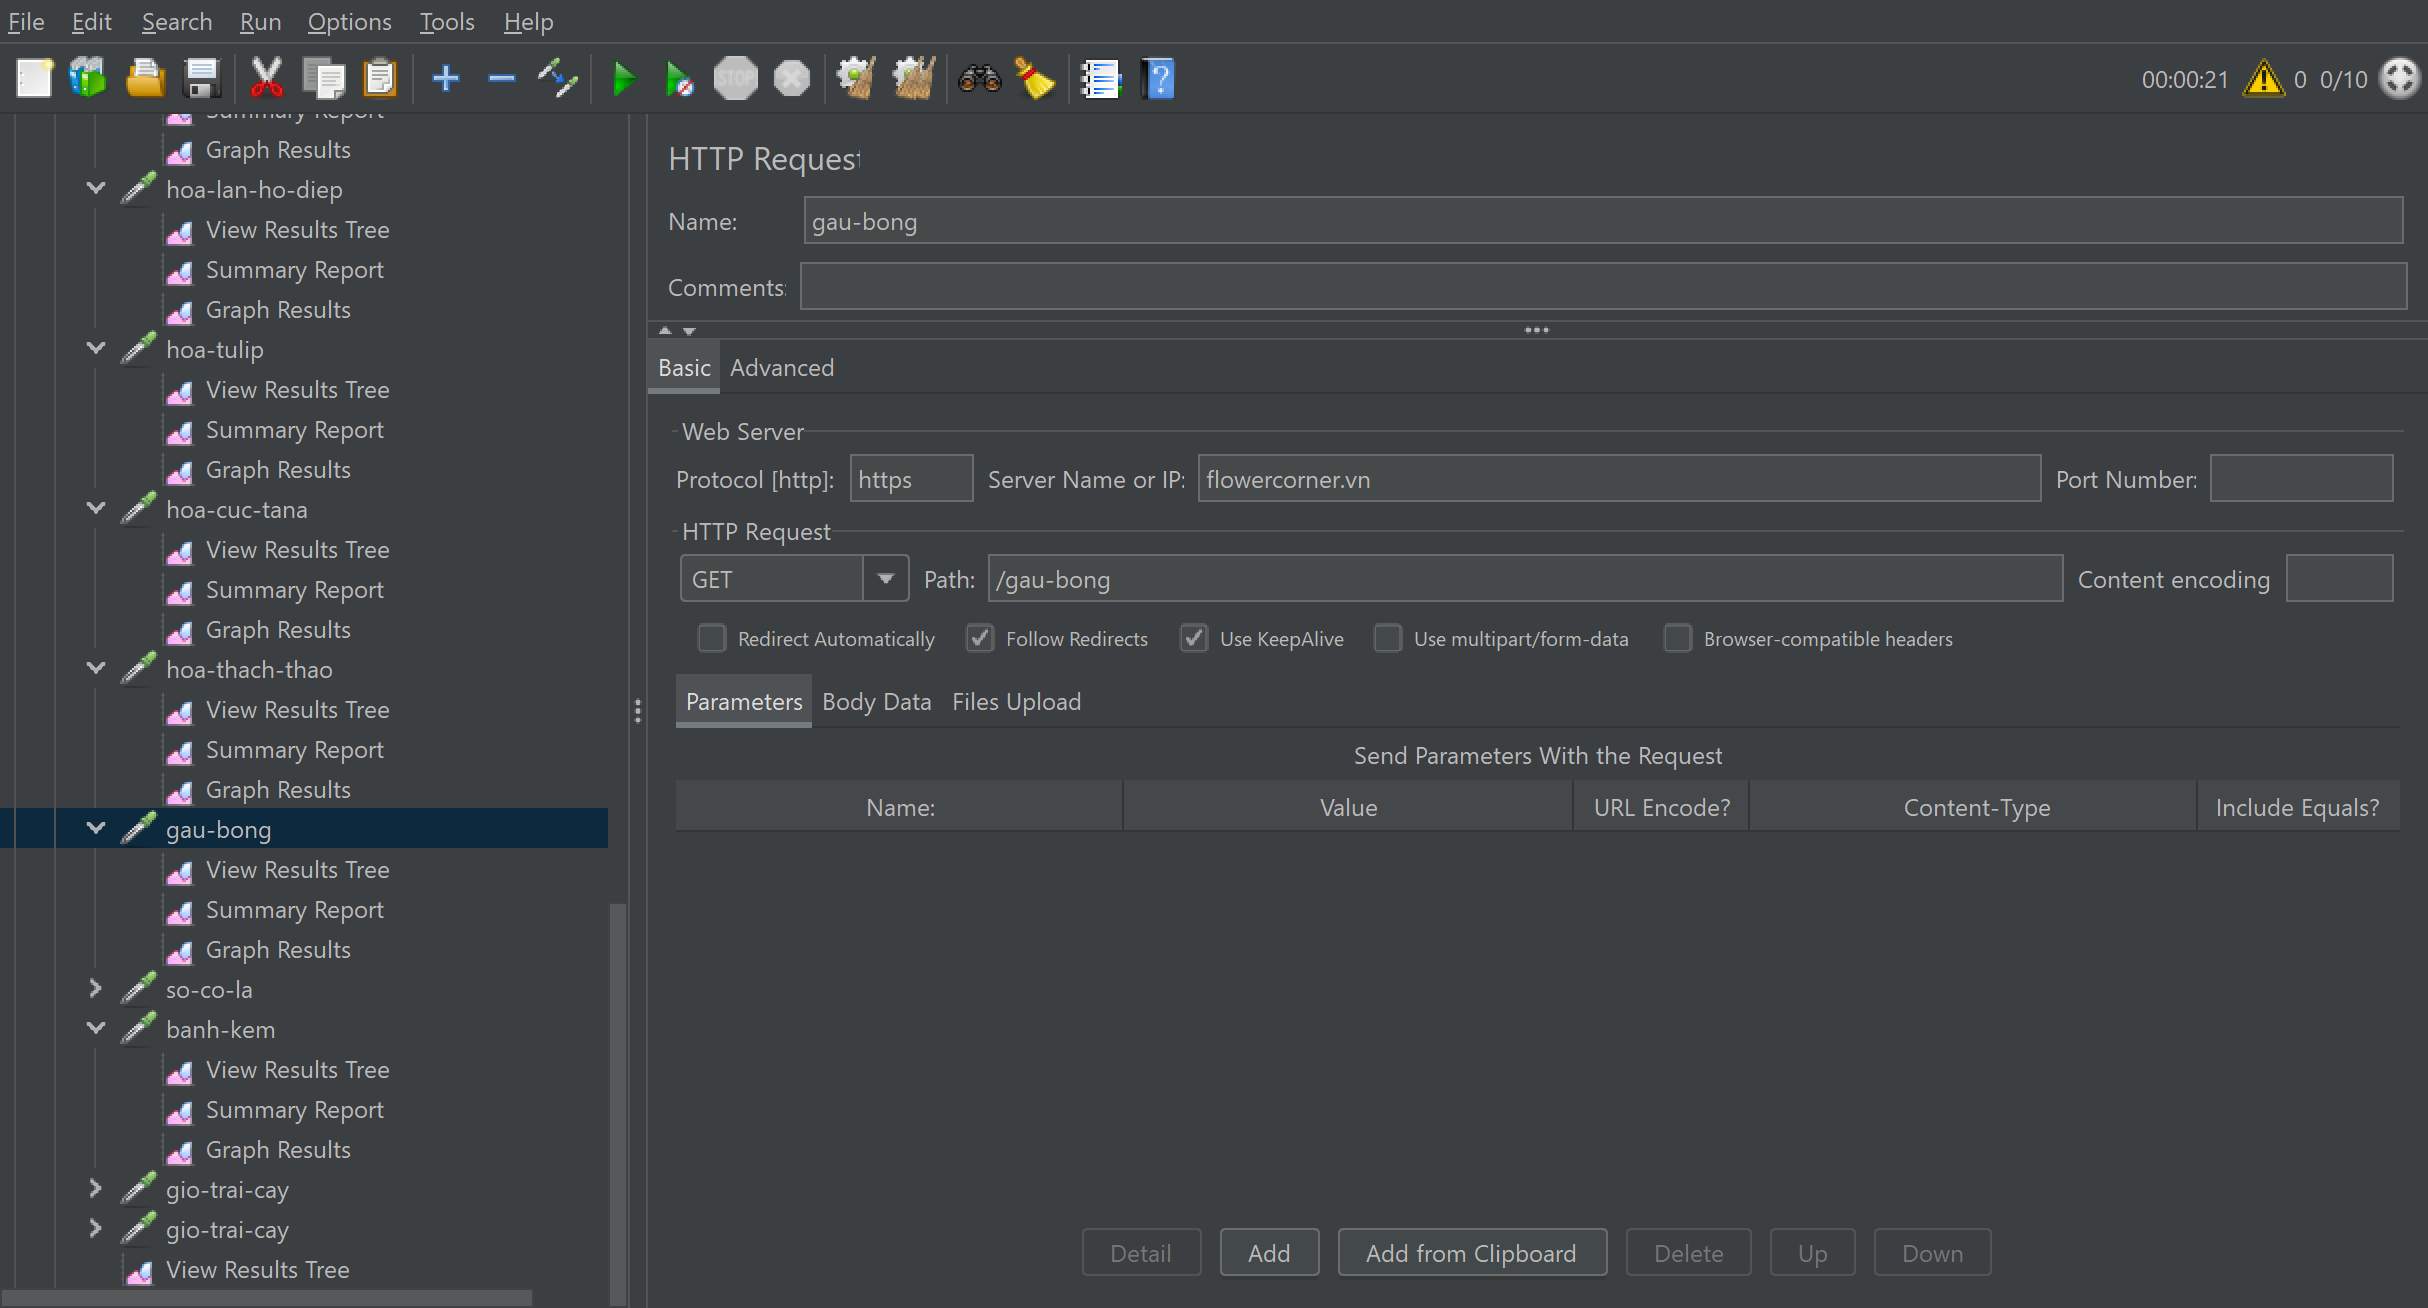 File Edit Search Run Options Tools Help
STOP
00:00:21 0 0/10
Summary Report
Graph Results
hoa-lan-ho-diep
View Results Tree
Summary Report
Graph Results
hoa-tulip
View Results Tree
Summary Report
Graph Results
hoa-cuc-tana
View Results Tree
Summary Report
Graph Results
hoa-thach-thao
View Results Tree
Summary Report
Graph Results
gau-bong
View Results Tree
Summary Report
Graph Results
so-co-la
banh-kem
View Results Tree
Summary Report
Graph Results
gio-trai-cay
gio-trai-cay
View Results Tree
HTTP Request
Name: gau-bong
Comments:
Basic Advanced
Web Server
Protocol [http]: https Server Name or IP: flowercorner.vn Port Number:
HTTP Request
GET Path: /gau-bong Content encoding
Redirect Automatically Follow Redirects Use KeepAlive Use multipart/form-data Browser-compatible headers
Parameters Body Data Files Upload
Send Parameters With the Request
Name: Value URL Encode? Content-Type Include Equals?
Detail Add Add from Clipboard Delete Up Down